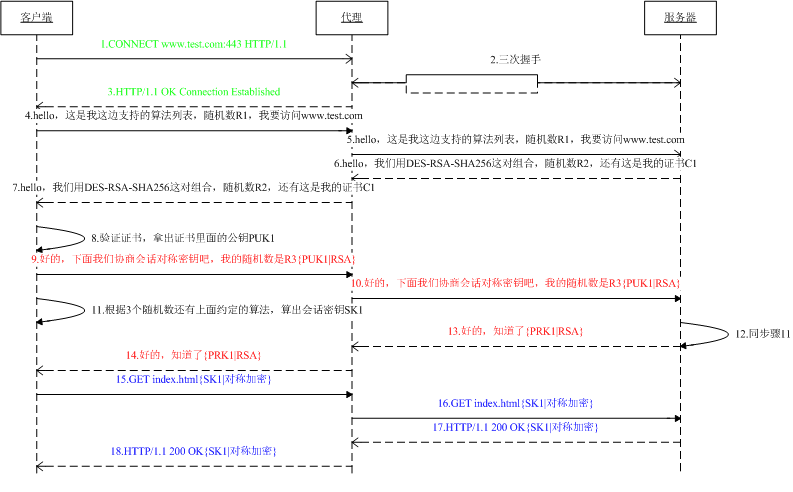 客户端
代理
服务器
1.CONNECT www.test.com:443 HTTP/1.1
2.三次握手
3.HTTP/1.1 OK Connection Established
4.hello，这是我这边支持的算法列表，随机数R1，我要访问www.test.com
5.hello，这是我这边支持的算法列表，随机数R1，我要访问www.test.com
6.hello，我们用DES-RSA-SHA256这对组合，随机数R2，还有这是我的证书C1
7.hello，我们用DES-RSA-SHA256这对组合，随机数R2，还有这是我的证书C1
8.验证证书，拿出证书里面的公钥PUK1
9.好的，下面我们协商会话对称密钥吧，我的随机数是R3{PUK1|RSA}
10.好的，下面我们协商会话对称密钥吧，我的随机数是R3{PUK1|RSA}
11.根据3个随机数还有上面约定的算法，算出会话密钥SK1
12.同步骤11
13.好的，知道了{PRK1|RSA}
14.好的，知道了{PRK1|RSA}
15.GET index.html{SK1|对称加密}
16.GET index.html{SK1|对称加密}
17.HTTP/1.1 200 OK{SK1|对称加密}
18.HTTP/1.1 200 OK{SK1|对称加密}